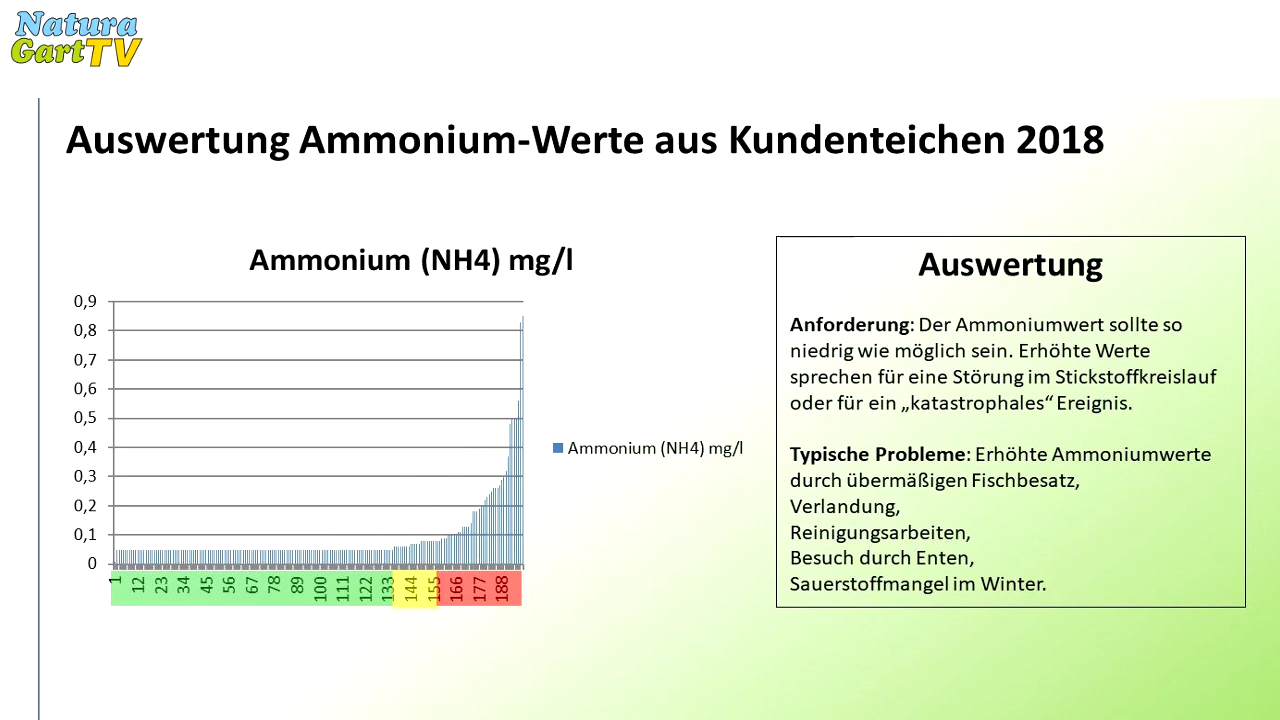 Natura
GartTV
Auswertung Ammonium-Werte aus Kundenteichen 2018
Ammonium (NH4) mg/l
0,9
0,8
0,7
0,6
0,5
0,4
0,3
0,2
0,1
0
1
12
23
34
45
56
67
78
89
100
111
122
133
144
155
166
177
188
Ammonium (NH4) mg/l
Auswertung
Anforderung: Der Ammoniumwert sollte so
niedrig wie möglich sein. Erhöhte Werte
sprechen für eine Störung im Stickstoffkreislauf
oder für ein „katastrophales“ Ereignis.
Typische Probleme: Erhöhte Ammoniumwerte
durch übermäßigen Fischbesatz,
Verlandung,
Reinigungsarbeiten,
Besuch durch Enten,
Sauerstoffmangel im Winter.